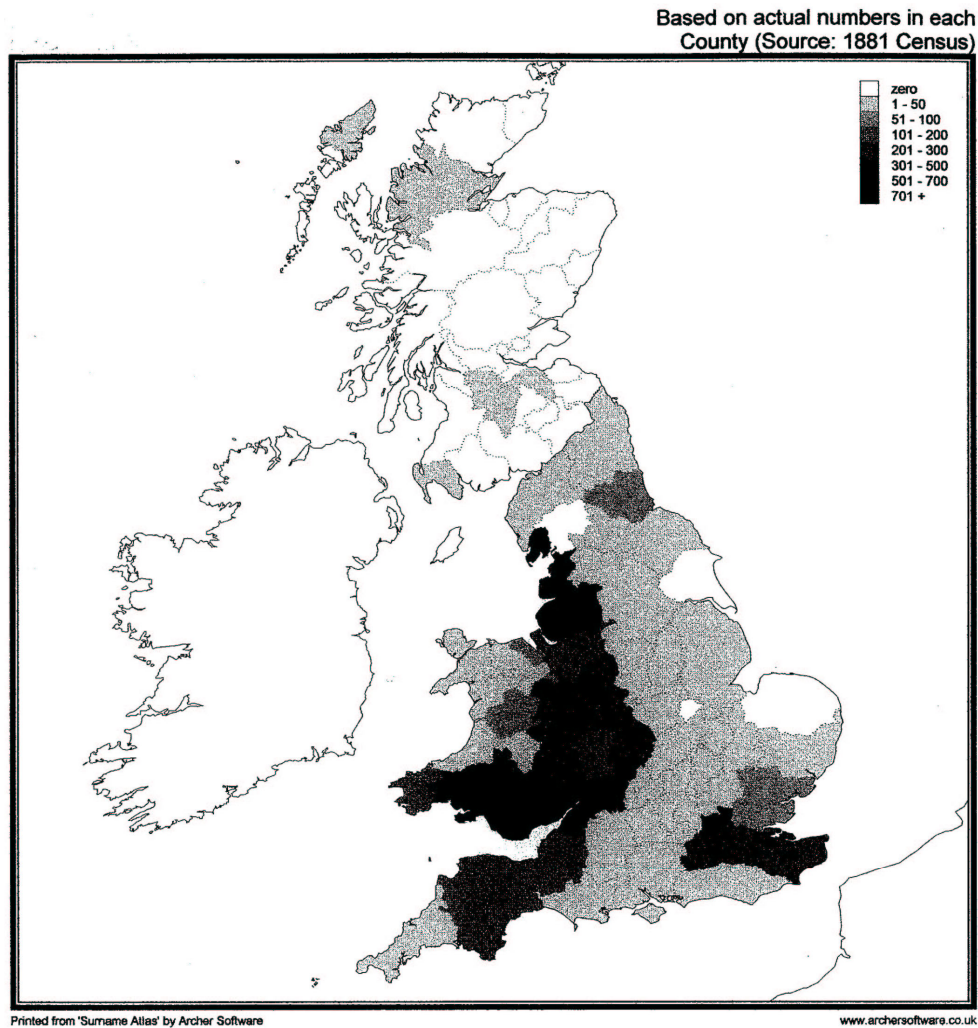 Based on actual numbers in each
County (Source: 1881 Census)
zero
1 - 50
51 - 100
101 - 200
201 - 300
301 - 500
501 - 700
701 +
Printed from 'Surname Atlas' by Archer Software
www.archersoftware.co.uk